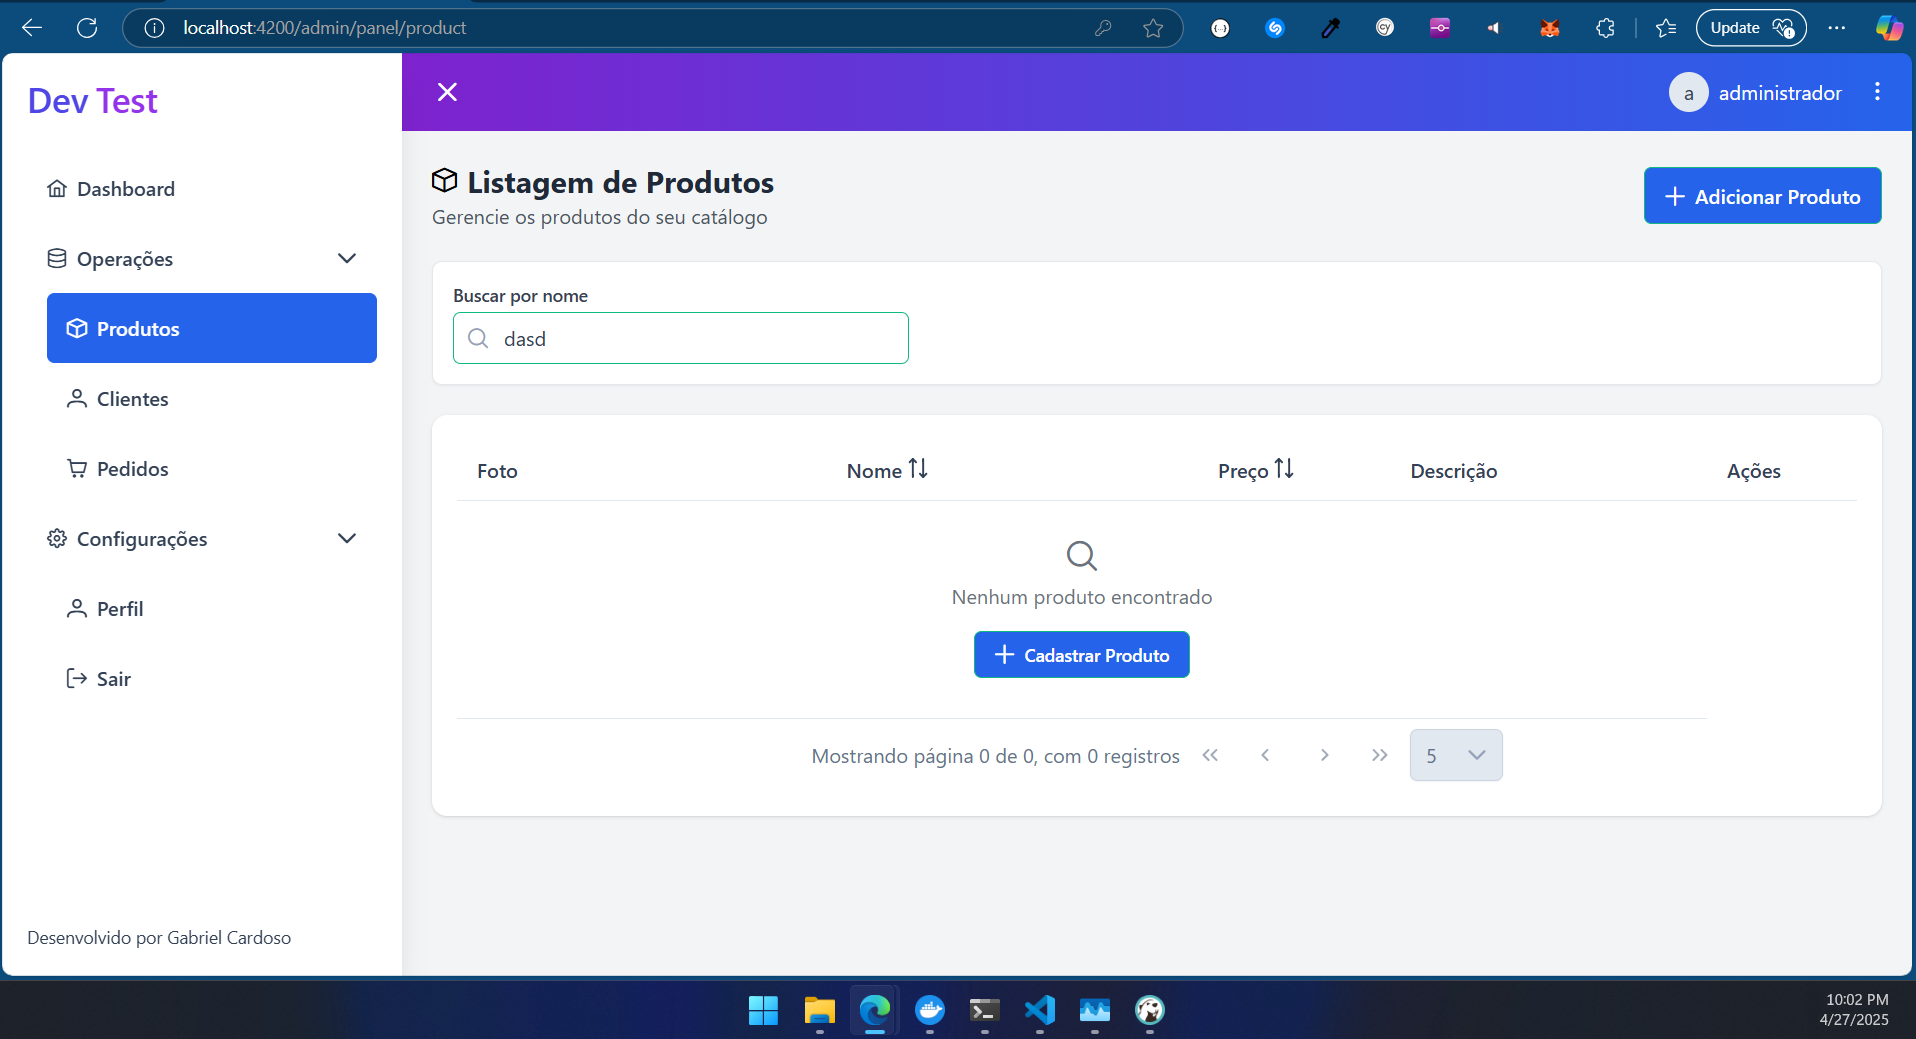 localhost:4200/admin/panel/product
Update
Dev Test
a administrador
Dashboard
Operações
Produtos
Clientes
Pedidos
Configurações
Perfil
Sair
Desenvolvido por Gabriel Cardoso
Listagem de Produtos
Gerencie os produtos do seu catálogo
Adicionar Produto
Buscar por nome
dasd
Foto Nome Preço Descrição Ações
Nenhum produto encontrado
Cadastrar Produto
Mostrando página 0 de 0, com 0 registros 5
10:02 PM
4/27/2025